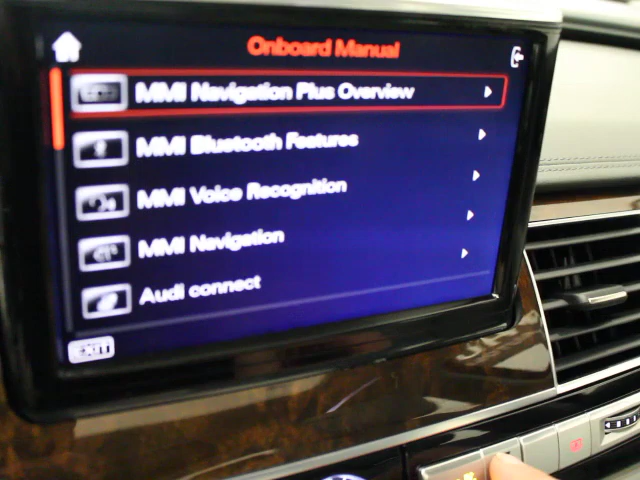 Onboard Manual
MMI Navigation Plus Overview
MMI Bluetooth Features
MMI Voice Recognition
MMI Navigation
Audi connect
EXIT